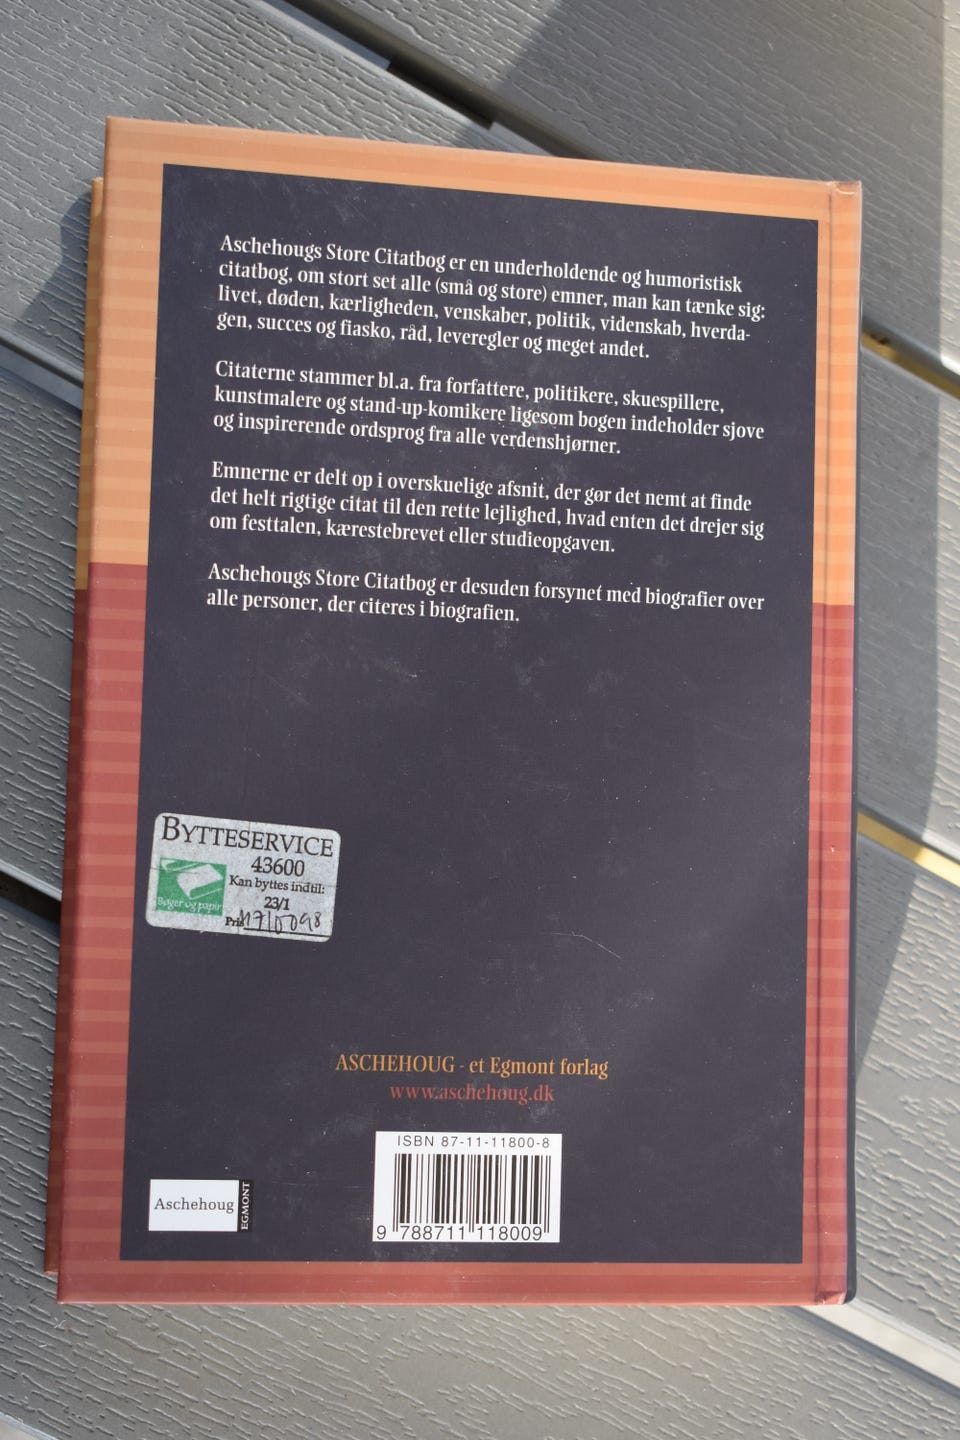 Aschehougs Store Citatbog er en underholdende og humoristisk
citatbog, om stort set alle (små og store) emner, man kan tænke sig:
livet, døden, kærligheden, venskaber, politik, videnskab, hverda-
gen, succes og fiasko, råd, leveregler og meget andet.
Citaterne stammer bl.a. fra forfattere, politikere, skuespillere,
kunstmalere og stand-up-komikere ligesom bogen indeholder sjove
og inspirerende ordsprog fra alle verdenshjørner.
Emnerne er delt op i overskuelige afsnit, der gør det nemt at finde
det helt rigtige citat til den rette lejlighed, hvad enten det drejer sig
om festtalen, kærestebrevet eller studieopgaven.
Aschehougs Store Citatbog er desuden forsynet med biografier over
alle personer, der citeres i biografien.
BYTTESERVICE
43600
Kan byttes indtil:
23/1
Bøger og papir
Pris
ASCHEHOUG - et Egmont forlag
www.aschehoug.dk
ISBN 87-11-11800-8
9 788711 118009
Aschehoug
EGMONT